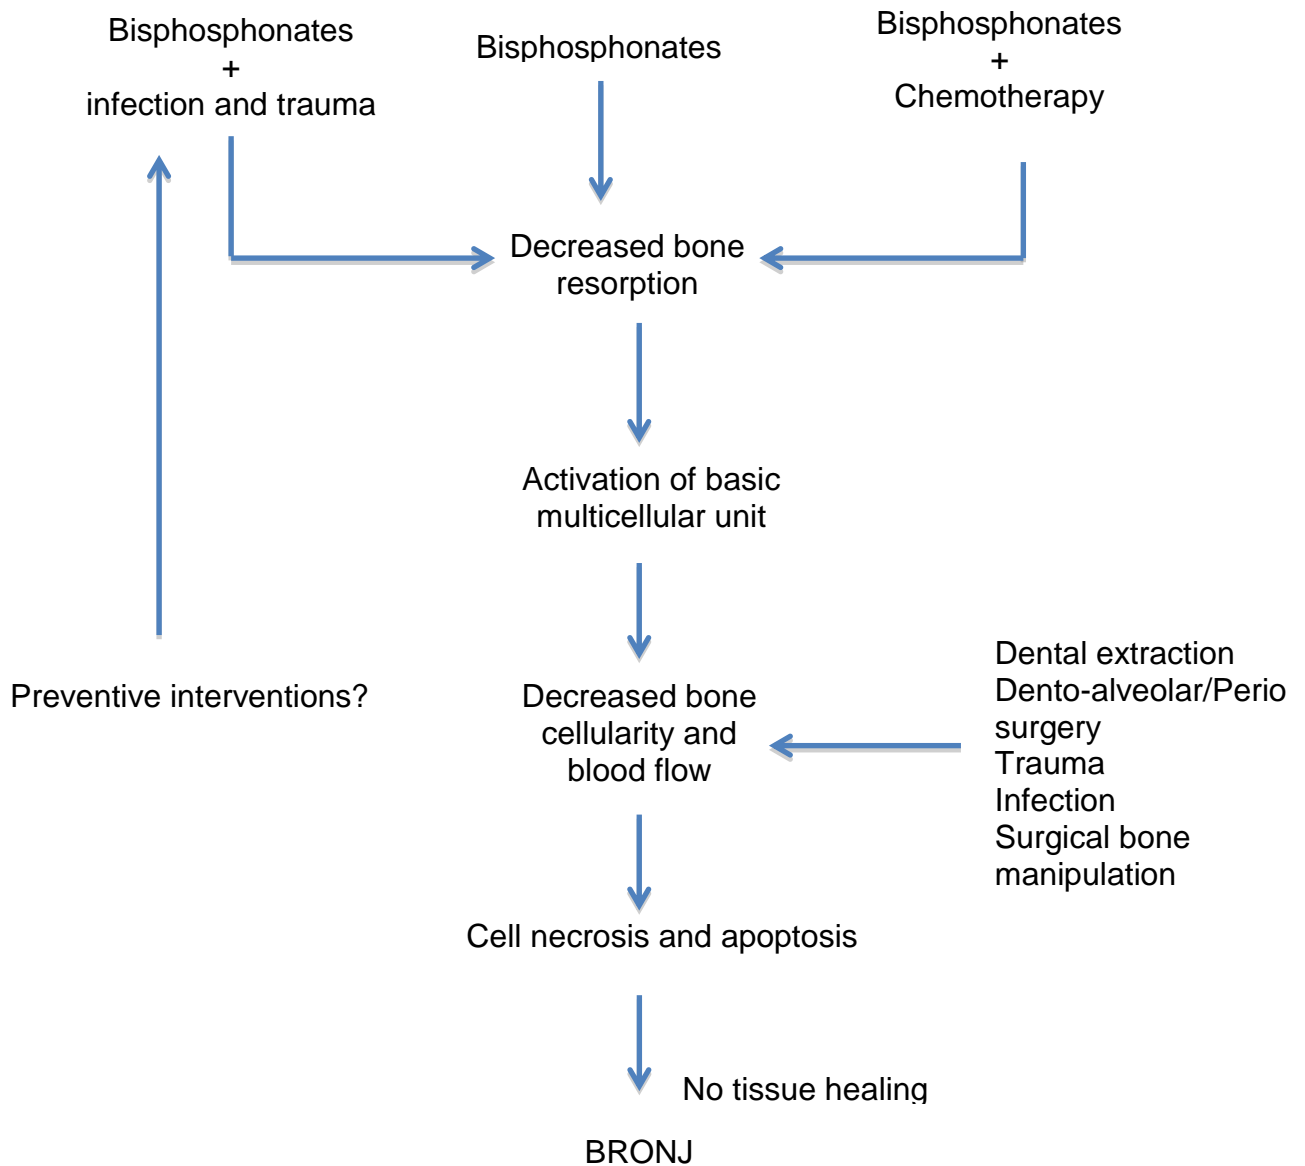 Bisphosphonates
+
infection and trauma
Bisphosphonates
Bisphosphonates
+
Chemotherapy
Decreased bone
resorption
Activation of basic
multicellular unit
Preventive interventions?
Decreased bone
cellularity and
blood flow
Dental extraction
Dento-alveolar/Perio
surgery
Trauma
Infection
Surgical bone
manipulation
Cell necrosis and apoptosis
No tissue healing
BRONJ